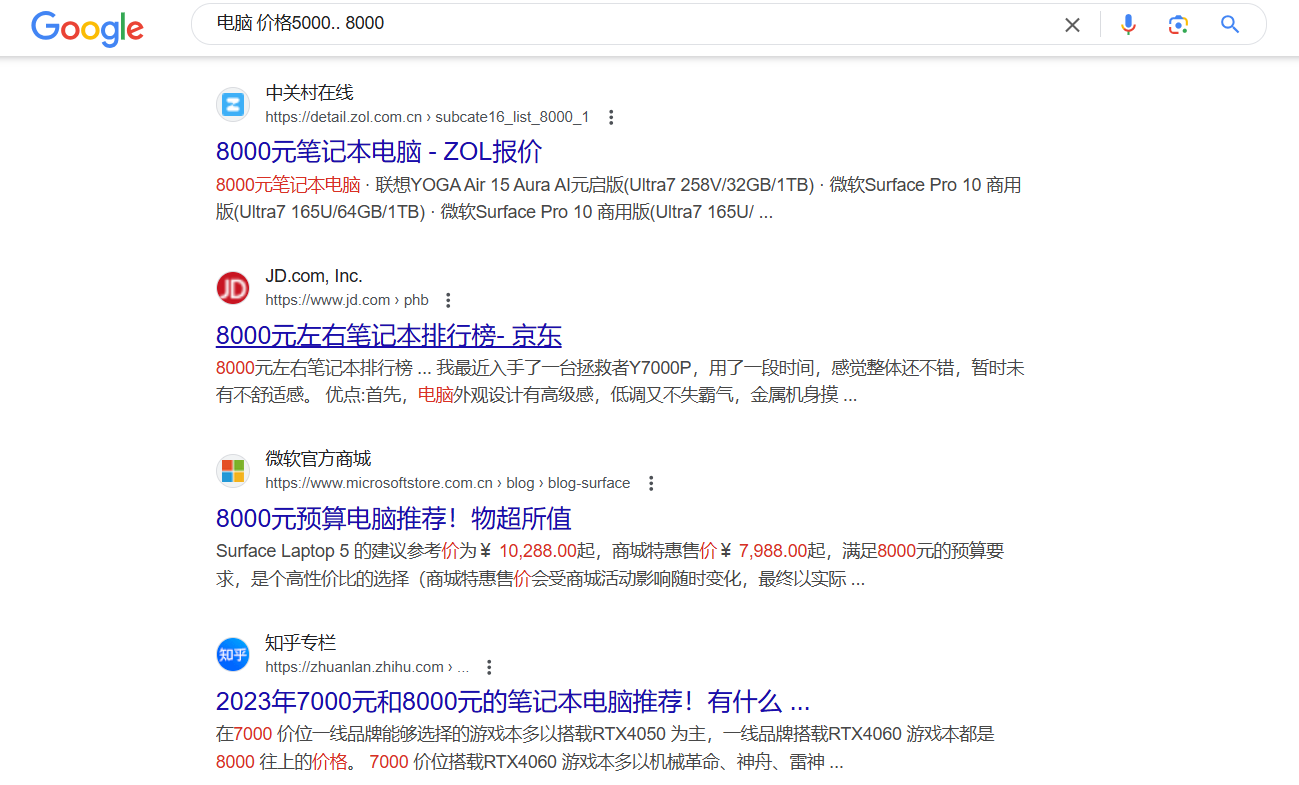 Google
电脑 价格5000.. 8000
中关村在线
https://detail.zol.com.cn › subcate16_list_8000_1
8000元笔记本电脑 - ZOL报价
8000元笔记本电脑 · 联想YOGA Air 15 Aura AI元启版(Ultra7 258V/32GB/1TB) · 微软Surface Pro 10 商用
版(Ultra7 165U/64GB/1TB) · 微软Surface Pro 10 商用版(Ultra7 165U/ ...
JD
JD.com, Inc.
https://www.jd.com › phb
8000元左右笔记本排行榜- 京东
8000元左右笔记本排行榜 ... 我最近入手了一台拯救者Y7000P，用了一段时间，感觉整体还不错，暂时未
有不舒适感。 优点:首先，电脑外观设计有高级感，低调又不失霸气，金属机身摸 ...
微软官方商城
https://www.microsoftstore.com.cn › blog › blog-surface
8000元预算电脑推荐！物超所值
Surface Laptop 5 的建议参考价为￥ 10,288.00起，商城特惠售价￥ 7,988.00起，满足8000元的预算要
求，是个高性价比的选择（商城特惠售价会受商城活动影响随时变化，最终以实际 ...
知乎
知乎专栏
https://zhuanlan.zhihu.com › ...
2023年7000元和8000元的笔记本电脑推荐！有什么 ...
在7000 价位一线品牌能够选择的游戏本多以搭载RTX4050 为主，一线品牌搭载RTX4060 游戏本都是
8000 往上的价格。 7000 价位搭载RTX4060 游戏本多以机械革命、神舟、雷神 ...